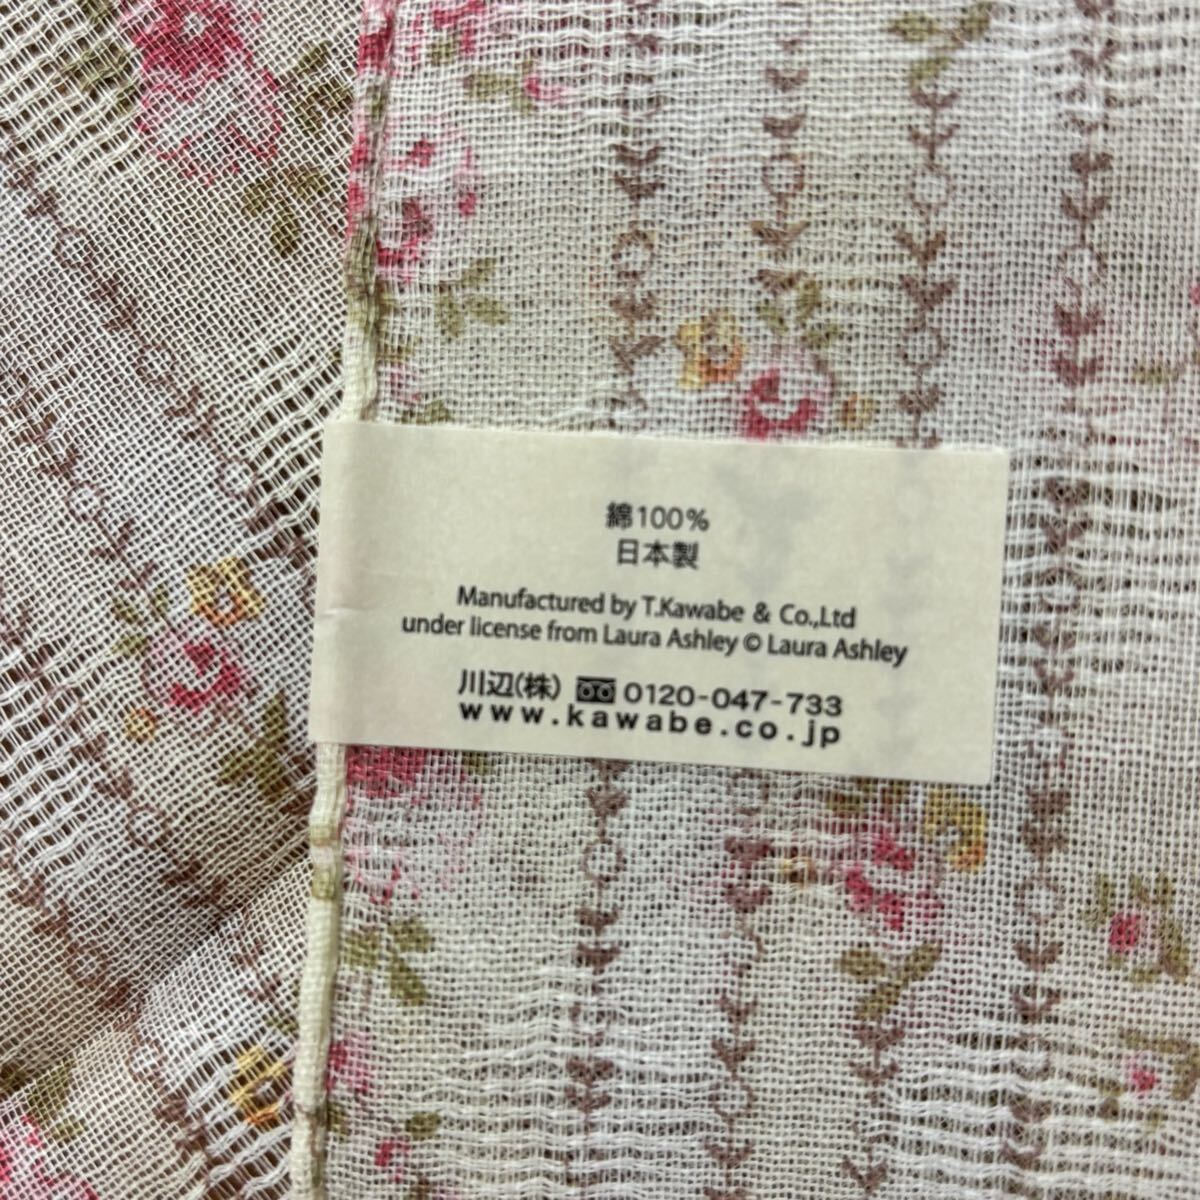 綿100%
日本製
Manufactured by T.Kawabe & Co.,Ltd
under license from Laura Ashley © Laura Ashley
川辺(株) 0120-047-733
www.kawabe.co.jp